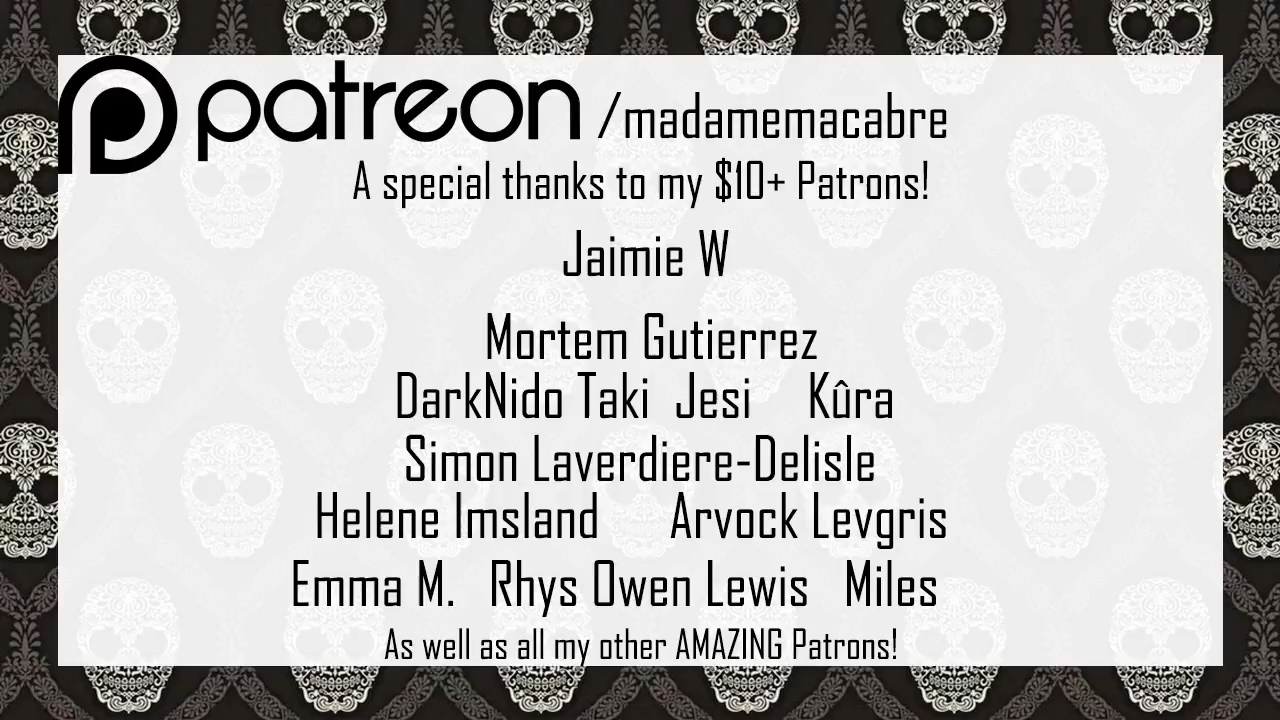 patreon /madamemacabre
A special thanks to my $10+ Patrons!
Jaimie W
Mortem Gutierrez
DarkNido Taki Jesi Kûra
Simon Laverdiere-Delisle
Helene Imsland Arvock Levgris
Emma M. Rhys Owen Lewis Miles
As well as all my other AMAZING Patrons!